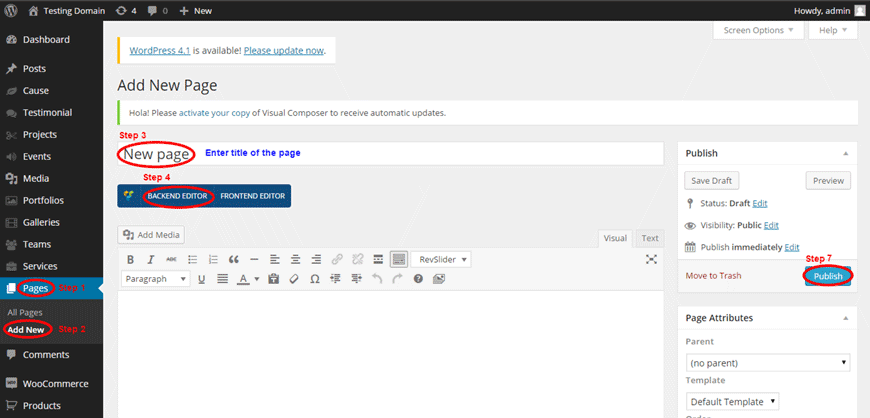 Testing Domain 4 0 + New Howdy, admin
Screen Options Help
Dashboard
Posts
Cause
Testimonial
Projects
Events
Media
Portfolios
Galleries
Teams
Services
Pages Step 1
All Pages
Add New Step 2
Comments
WooCommerce
Products
WordPress 4.1 is available! Please update now.
Add New Page
Hola! Please activate your copy of Visual Composer to receive automatic updates.
Step 3
New page Enter title of the page
Step 4
BACKEND EDITOR FRONTEND EDITOR
Add Media
Visual Text
B I ABC RevSlider
Paragraph U A
Publish
Save Draft Preview
Status: Draft Edit
Visibility: Public Edit
Publish immediately Edit
Step 7
Move to Trash Publish
Page Attributes
Parent
(no parent)
Template
Default Template
Order